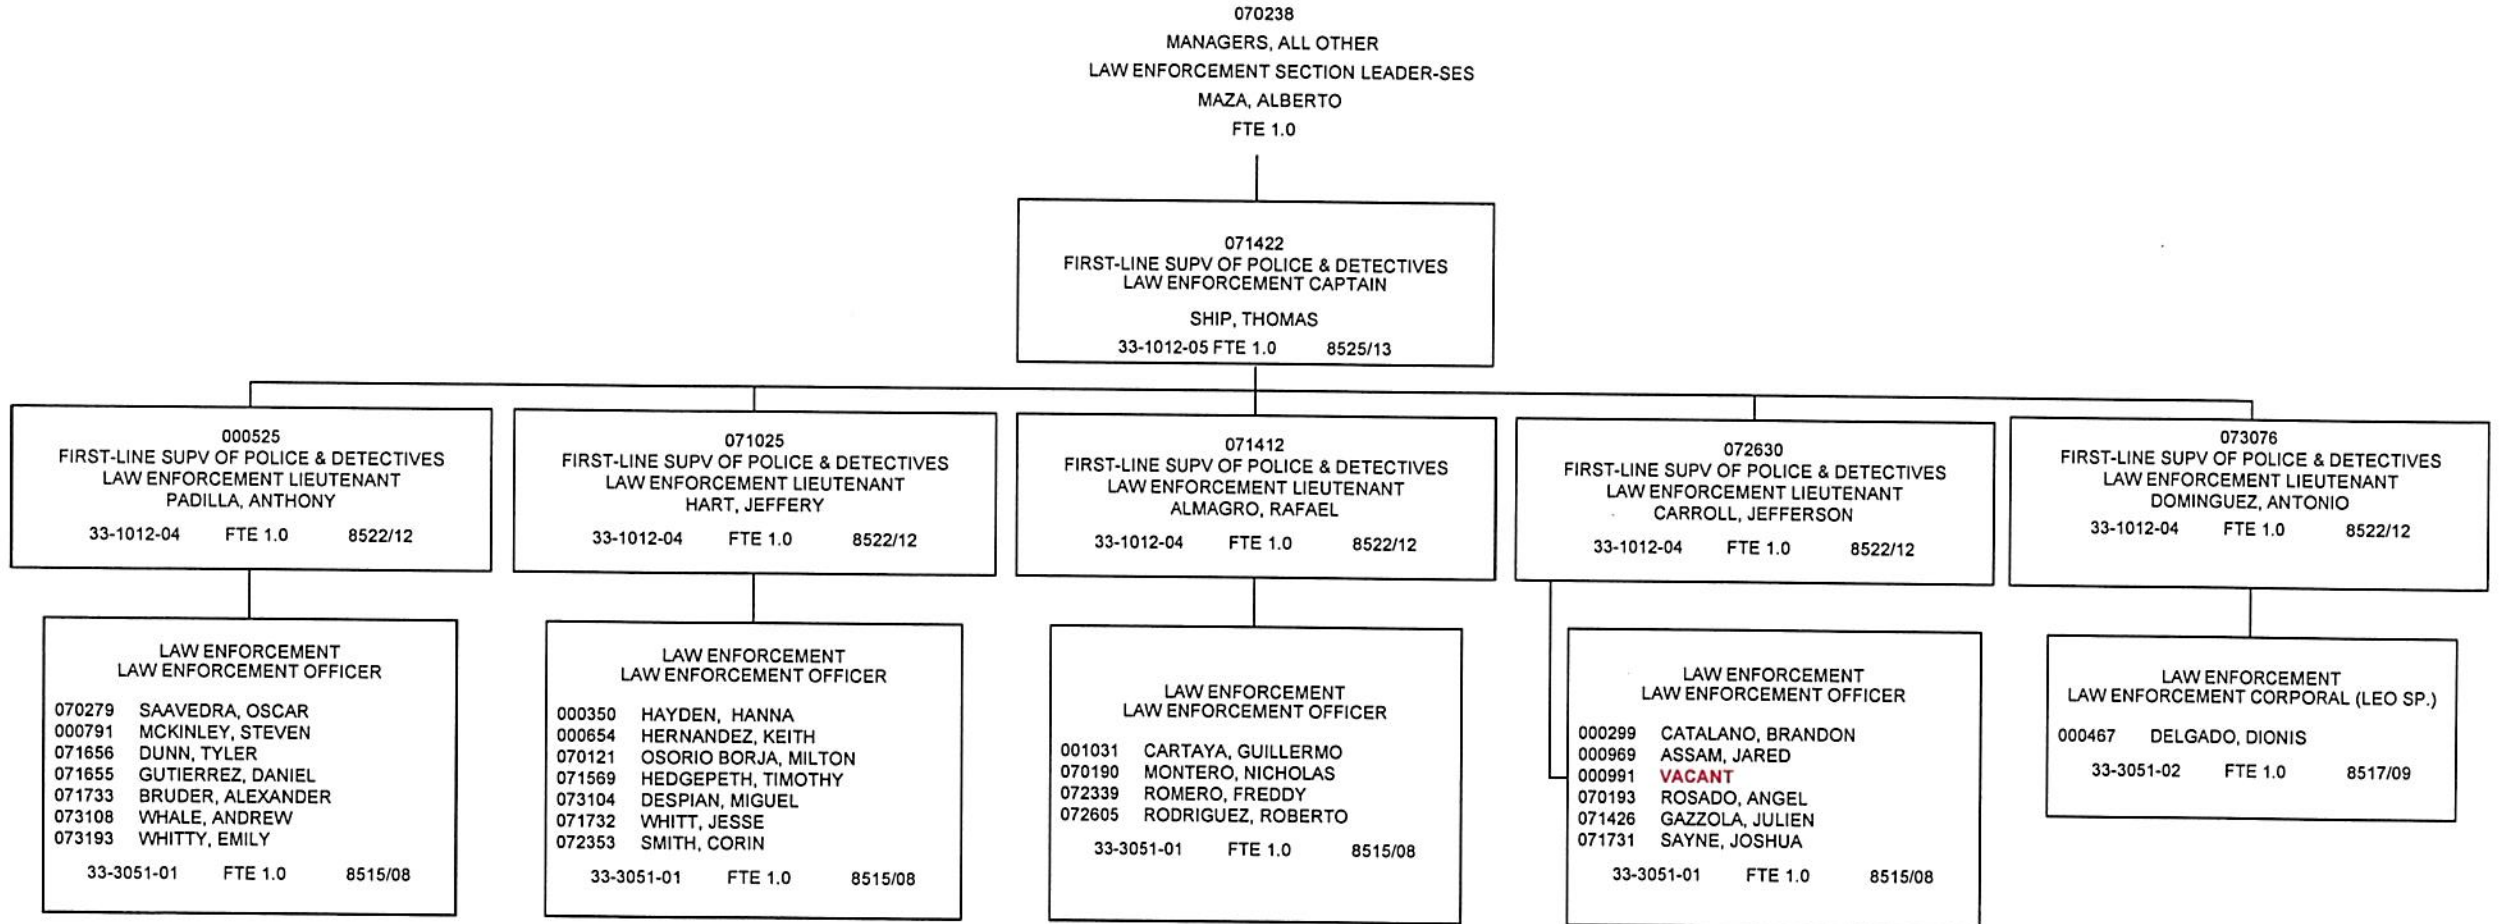 070238
MANAGERS, ALL OTHER
LAW ENFORCEMENT SECTION LEADER-SES
MAZA, ALBERTO
FTE 1.0
071422
FIRST-LINE SUPV OF POLICE & DETECTIVES
LAW ENFORCEMENT CAPTAIN
SHIP, THOMAS
33-1012-05 FTE 1.0 8525/13
000525
FIRST-LINE SUPV OF POLICE & DETECTIVES
LAW ENFORCEMENT LIEUTENANT
PADILLA, ANTHONY
33-1012-04 FTE 1.0 8522/12
071025
FIRST-LINE SUPV OF POLICE & DETECTIVES
LAW ENFORCEMENT LIEUTENANT
HART, JEFFERY
33-1012-04 FTE 1.0 8522/12
071412
FIRST-LINE SUPV OF POLICE & DETECTIVES
LAW ENFORCEMENT LIEUTENANT
ALMAGRO, RAFAEL
33-1012-04 FTE 1.0 8522/12
072630
FIRST-LINE SUPV OF POLICE & DETECTIVES
LAW ENFORCEMENT LIEUTENANT
CARROLL, JEFFERSON
33-1012-04 FTE 1.0 8522/12
073076
FIRST-LINE SUPV OF POLICE & DETECTIVES
LAW ENFORCEMENT LIEUTENANT
DOMINGUEZ, ANTONIO
33-1012-04 FTE 1.0 8522/12
LAW ENFORCEMENT
LAW ENFORCEMENT OFFICER
070279 SAAVEDRA, OSCAR
000791 MCKINLEY, STEVEN
071656 DUNN, TYLER
071655 GUTIERREZ, DANIEL
071733 BRUDER, ALEXANDER
073108 WHALE, ANDREW
073193 WHITTY, EMILY
33-3051-01 FTE 1.0 8515/08
LAW ENFORCEMENT
LAW ENFORCEMENT OFFICER
000350 HAYDEN, HANNA
000654 HERNANDEZ, KEITH
070121 OSORIO BORJA, MILTON
071569 HEDGEPETH, TIMOTHY
073104 DESPIAN, MIGUEL
071732 WHITT, JESSE
072353 SMITH, CORIN
33-3051-01 FTE 1.0 8515/08
LAW ENFORCEMENT
LAW ENFORCEMENT OFFICER
001031 CARTAYA, GUILLERMO
070190 MONTERO, NICHOLAS
072339 ROMERO, FREDDY
072605 RODRIGUEZ, ROBERTO
33-3051-01 FTE 1.0 8515/08
LAW ENFORCEMENT
LAW ENFORCEMENT OFFICER
000299 CATALANO, BRANDON
000969 ASSAM, JARED
000991 VACANT
070193 ROSADO, ANGEL
071426 GAZZOLA, JULIEN
071731 SAYNE, JOSHUA
33-3051-01 FTE 1.0 8515/08
LAW ENFORCEMENT
LAW ENFORCEMENT CORPORAL (LEO SP.)
000467 DELGADO, DIONIS
33-3051-02 FTE 1.0 8517/09